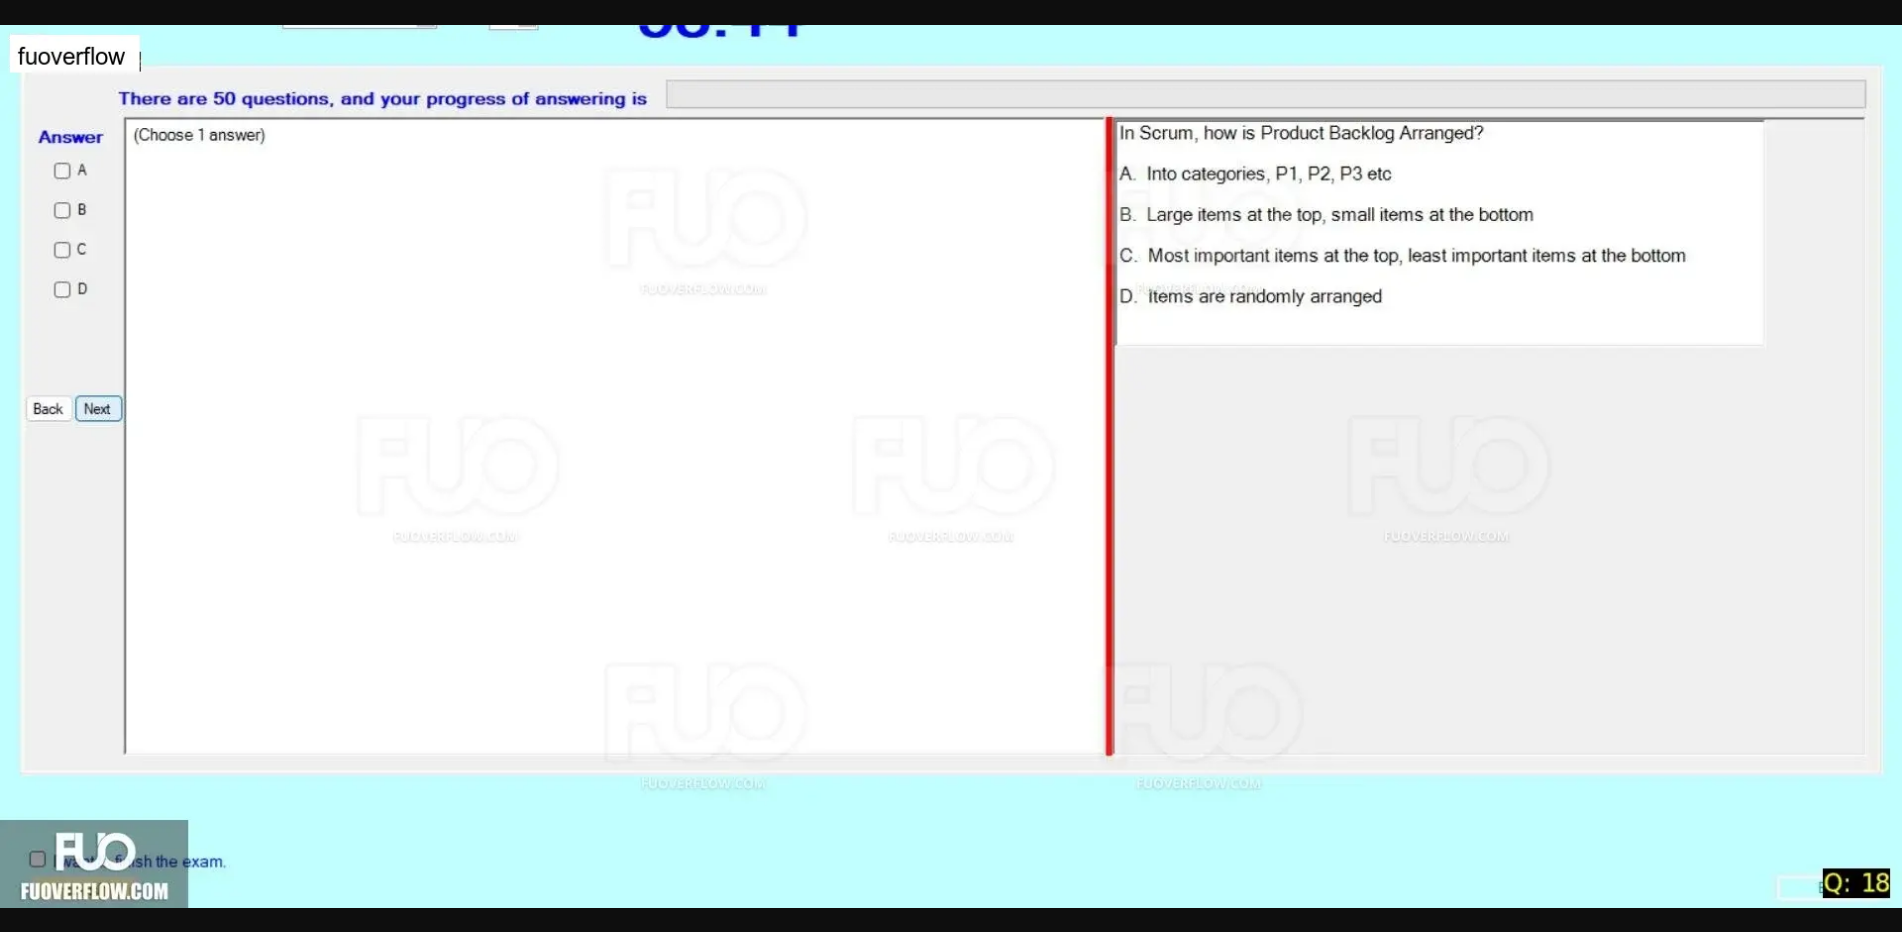 fuoverflow
There are 50 questions, and your progress of answering is
Answer
(Choose 1 answer)
A
B
C
D
Back
Next
In Scrum, how is Product Backlog Arranged?
A. Into categories, P1, P2, P3 etc
B. Large items at the top, small items at the bottom
C. Most important items at the top, least important items at the bottom
D. Items are randomly arranged
FUO
FUOVERFLOW.COM
FUO
FUOVERFLOW.COM
FUO
FUOVERFLOW.COM
FUO
FUOVERFLOW.COM
FUO
FUOVERFLOW.COM
FUO
FUOVERFLOW.COM
FUO
FUOVERFLOW.COM
the exam.
FUO
FUOVERFLOW.COM
Q: 18